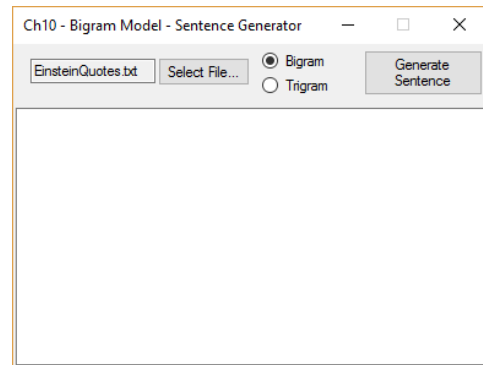 Ch10 - Bigram Model - Sentence Generator
EinsteinQuotes.txt
Select File...
Bigram
Trigram
Generate
Sentence